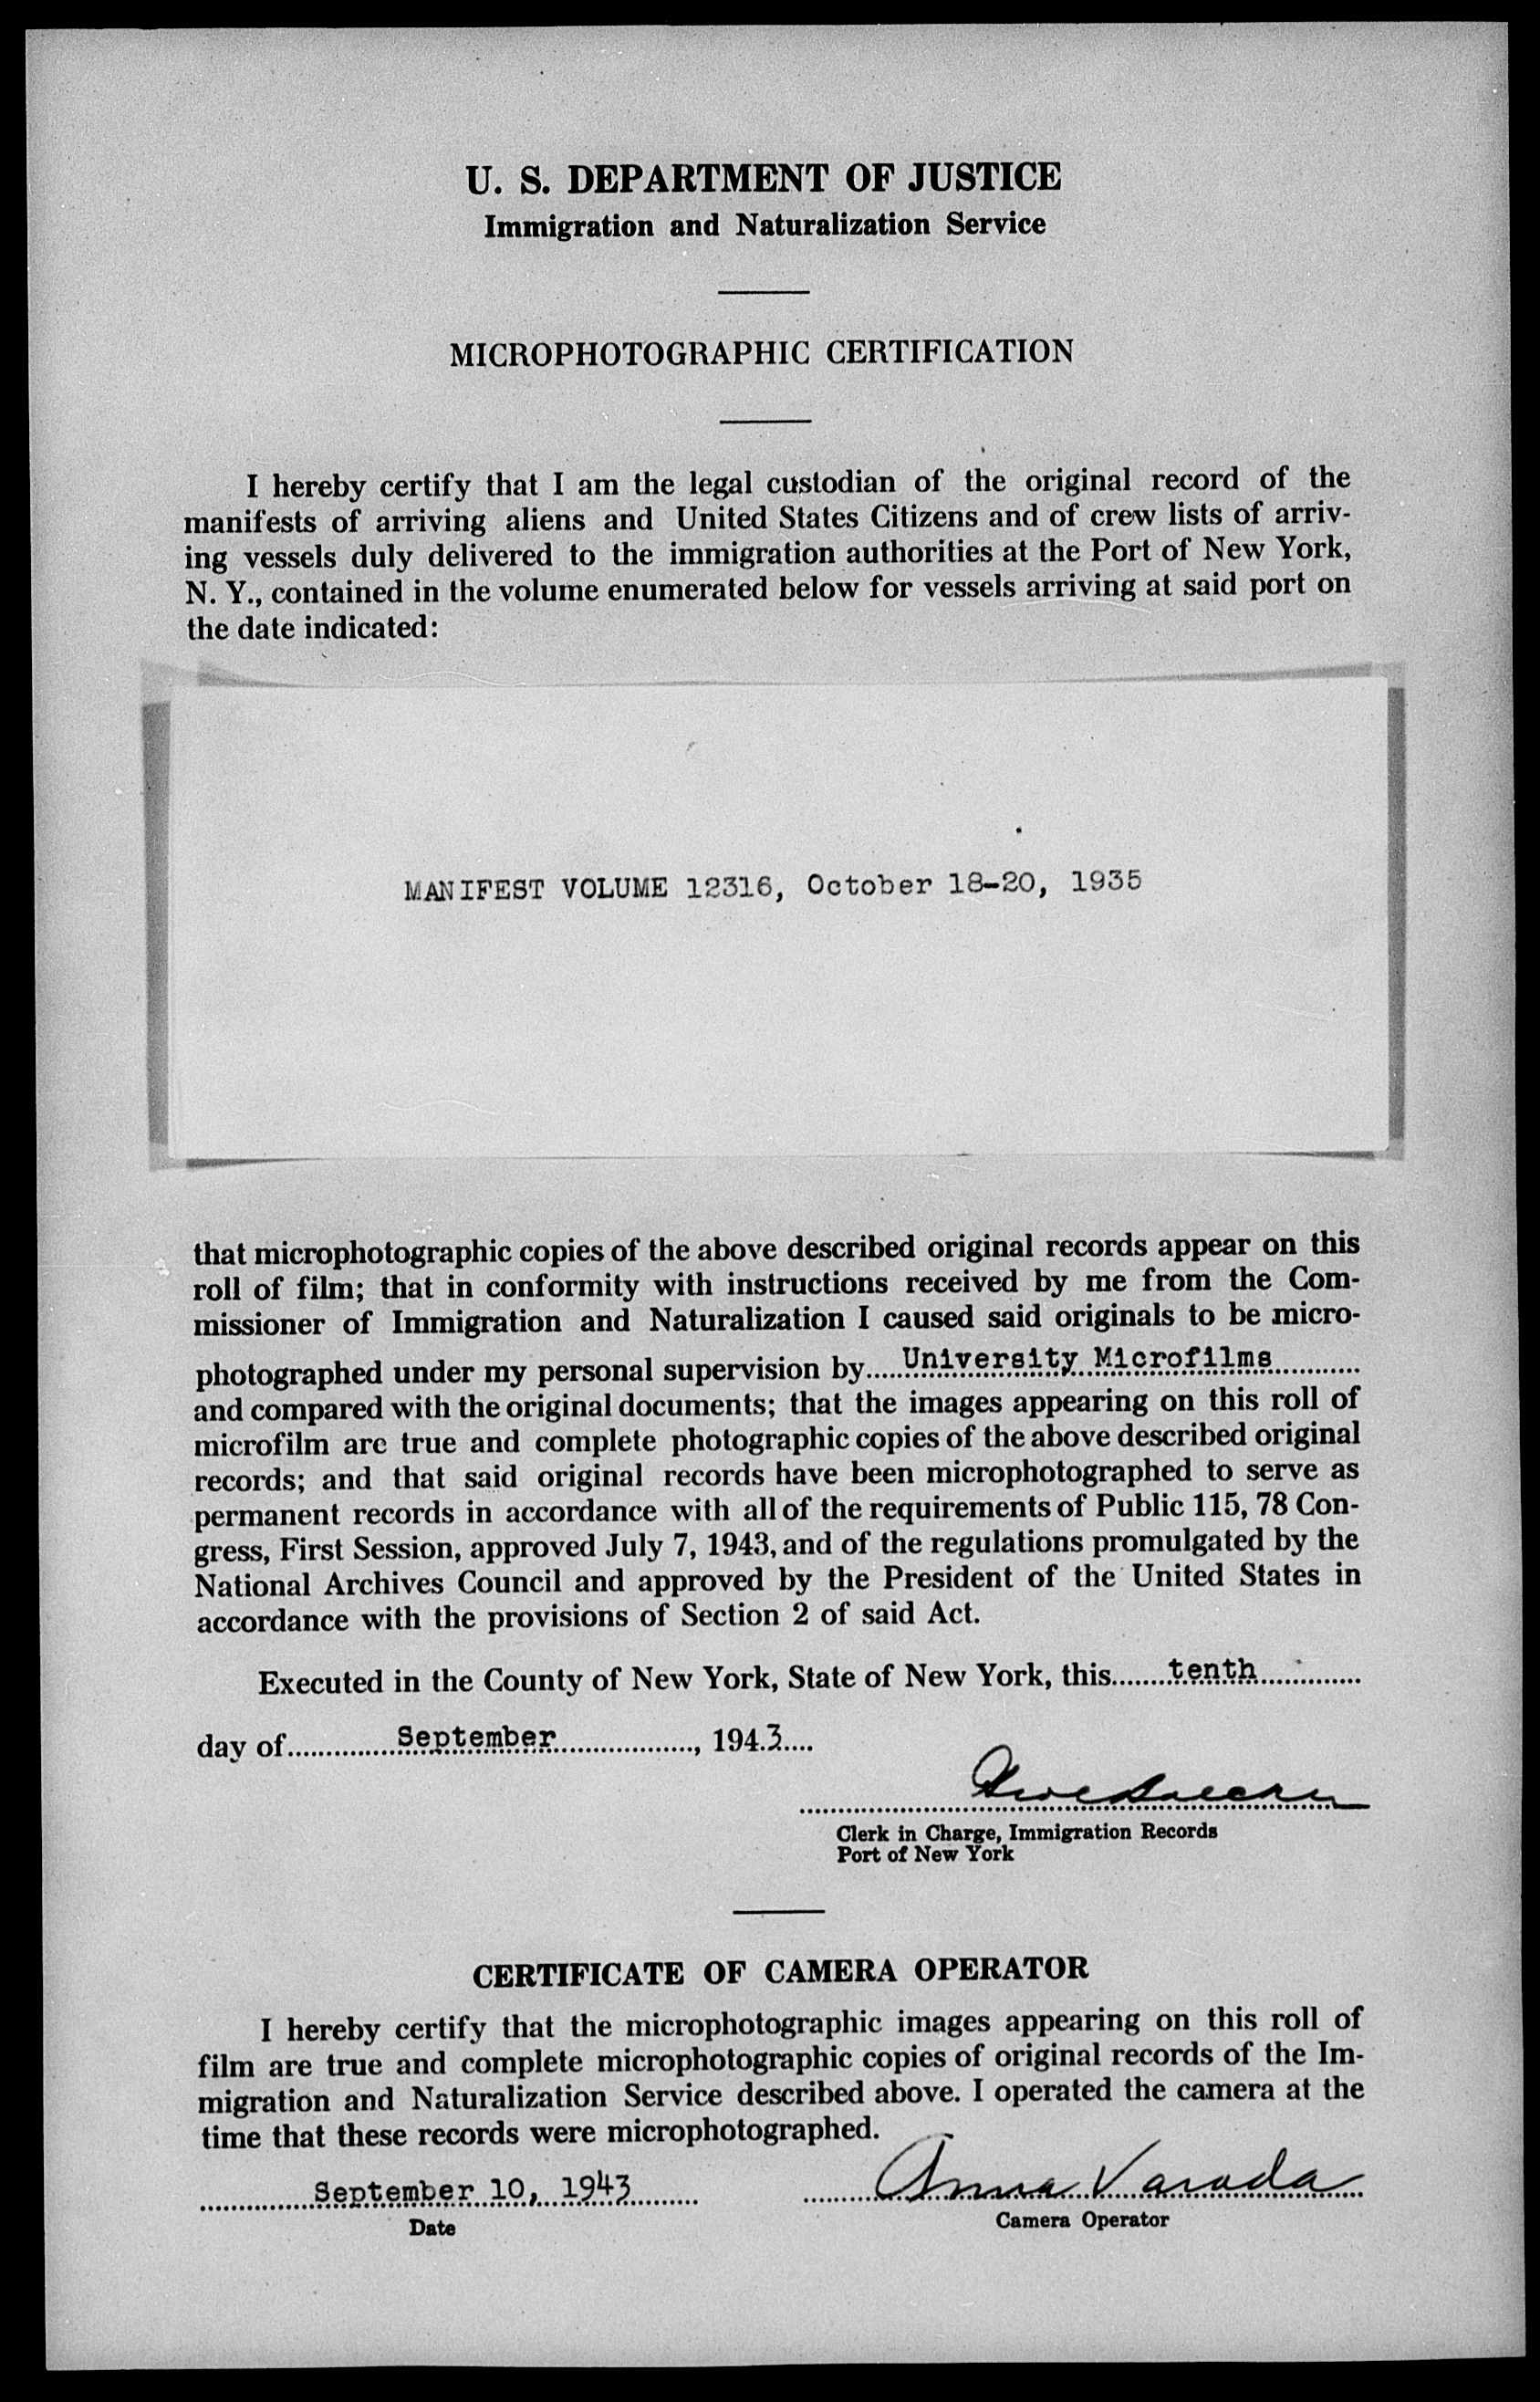 U. S. DEPARTMENT OF JUSTICE
Immigration and Naturalization Service
MICROPHOTOGRAPHIC CERTIFICATION
I hereby certify that I am the legal custodian of the original record of the
manifests of arriving aliens and United States Citizens and of crew lists of arriv-
ing vessels duly delivered to the immigration authorities at the Port of New York,
N. Y., contained in the volume enumerated below for vessels arriving at said port on
the date indicated:
MANIFEST VOLUME 12316, October 18-20, 1935
that microphotographic copies of the above described original records appear on this
roll of film; that in conformity with instructions received by me from the Com-
missioner of Immigration and Naturalization I caused said originals to be micro-
photographed under my personal supervision by University Microfilms
and compared with the original documents; that the images appearing on this roll of
microfilm are true and complete photographic copies of the above described original
records; and that said original records have been microphotographed to serve as
permanent records in accordance with all of the requirements of Public 115, 78 Con-
gress, First Session, approved July 7, 1943, and of the regulations promulgated by the
National Archives Council and approved by the President of the United States in
accordance with the provisions of Section 2 of said Act.
Executed in the County of New York, State of New York, this tenth
day of September, 1943
Clerk in Charge, Immigration Records
Port of New York
CERTIFICATE OF CAMERA OPERATOR
I hereby certify that the microphotographic images appearing on this roll of
film are true and complete microphotographic copies of original records of the Im-
migration and Naturalization Service described above. I operated the camera at the
time that these records were microphotographed.
September 10, 1943 Anna Varada
Date Camera Operator